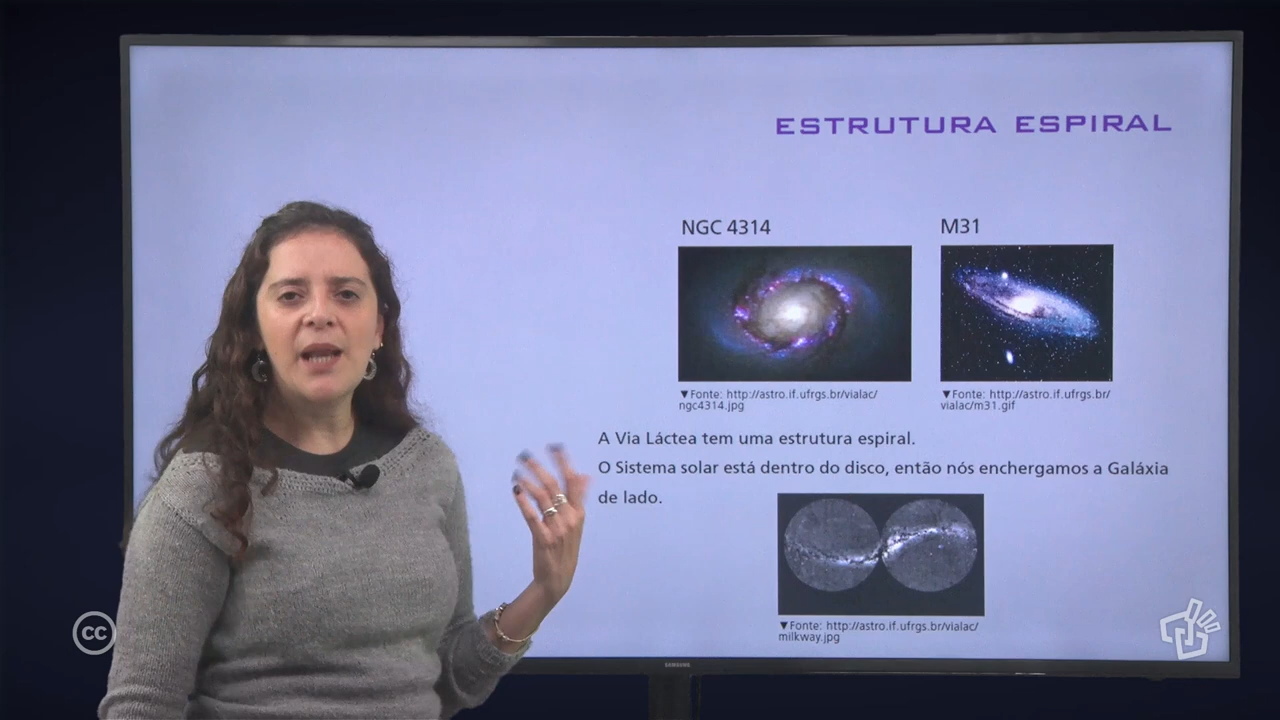 ESTRUTURA ESPIRAL
NGC 4314
M31
▼Fonte: http://astro.if.ufrgs.br/vialac/
ngc4314.jpg
▼Fonte: http://astro.if.ufrgs.br/
vialac/m31.gif
A Via Láctea tem uma estrutura espiral.
O Sistema solar está dentro do disco, então nós enchergamos a Galáxia
de lado.
▼Fonte: http://astro.if.ufrgs.br/vialac/
milkway.jpg
cc
SAMSUNG